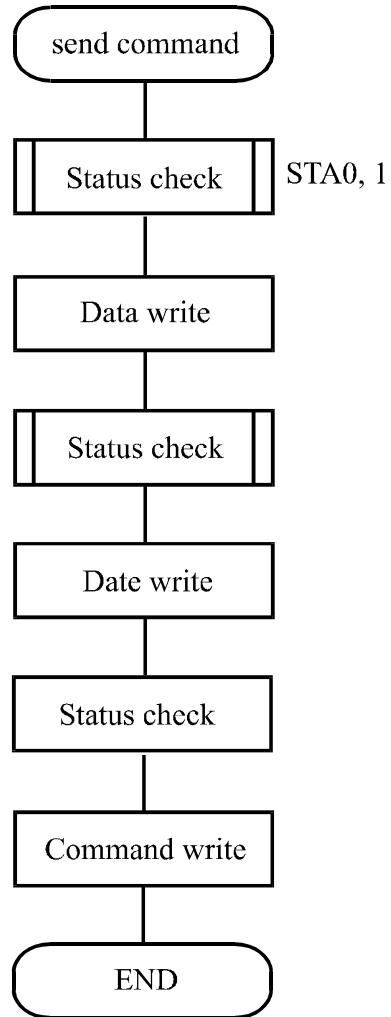 send command
Status check
STA0, 1
Data write
Status check
Date write
Status check
Command write
END